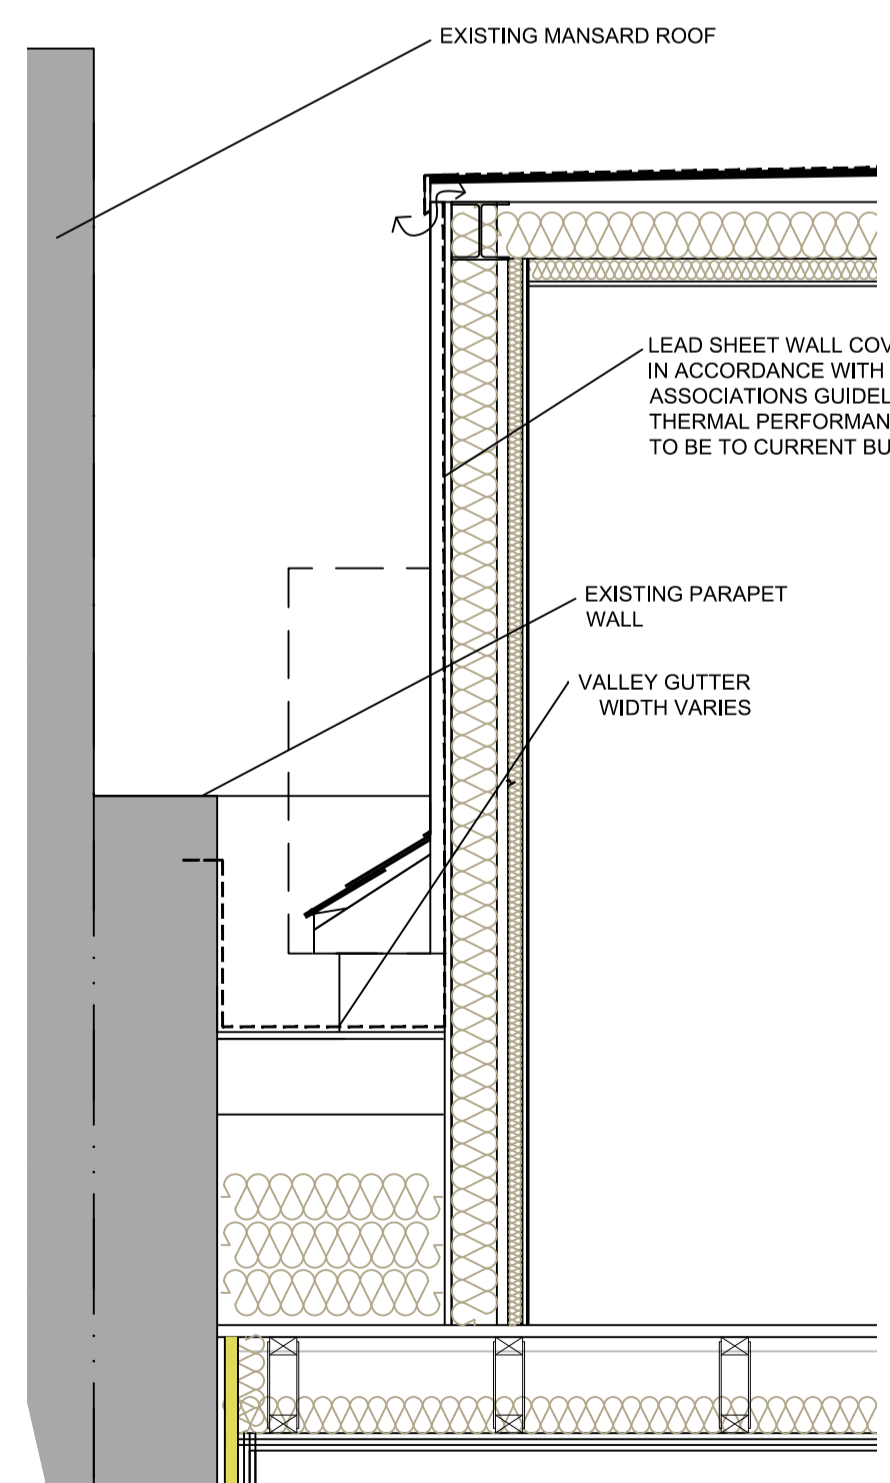 EXISTING MANSARD ROOF
LEAD SHEET WALL COV
IN ACCORDANCE WITH
ASSOCIATIONS GUIDEL
THERMAL PERFORMAN
TO BE TO CURRENT BU
EXISTING PARAPET
WALL
VALLEY GUTTER
WIDTH VARIES